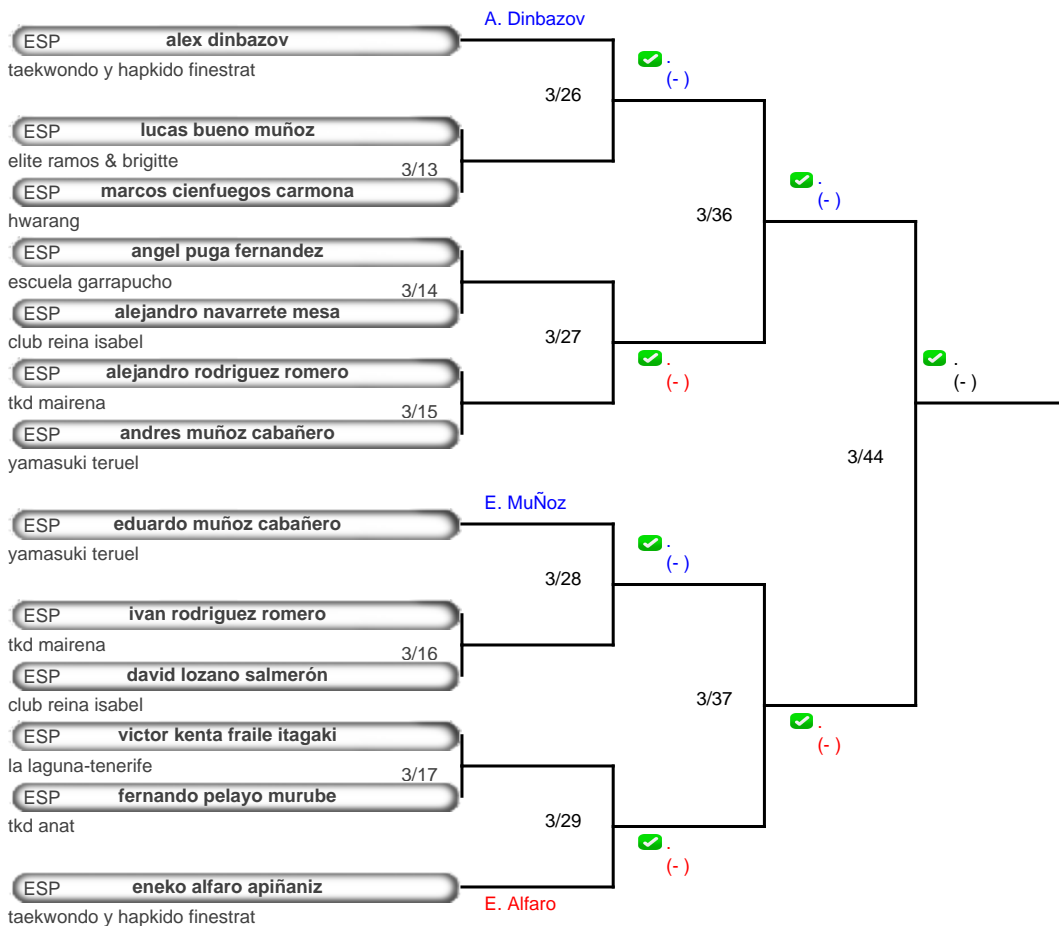 A. Dinbazov
ESP alex dinbazov
taekwondo y hapkido finestrat
.
(- )
3/26
ESP lucas bueno muñoz
elite ramos & brigitte
3/13
ESP marcos cienfuegos carmona
hwarang
.
(- )
3/36
ESP angel puga fernandez
escuela garrapucho
3/14
ESP alejandro navarrete mesa
club reina isabel
3/27
.
(- )
ESP alejandro rodriguez romero
tkd mairena
3/15
ESP andres muñoz cabañero
yamasuki teruel
.
(- )
3/44
E. MuÑoz
ESP eduardo muñoz cabañero
yamasuki teruel
.
(- )
3/28
ESP ivan rodriguez romero
tkd mairena
3/16
ESP david lozano salmerón
club reina isabel
3/37
.
(- )
ESP victor kenta fraile itagaki
la laguna-tenerife
3/17
ESP fernando pelayo murube
tkd anat
3/29
.
(- )
ESP eneko alfaro apiñaniz
E. Alfaro
taekwondo y hapkido finestrat